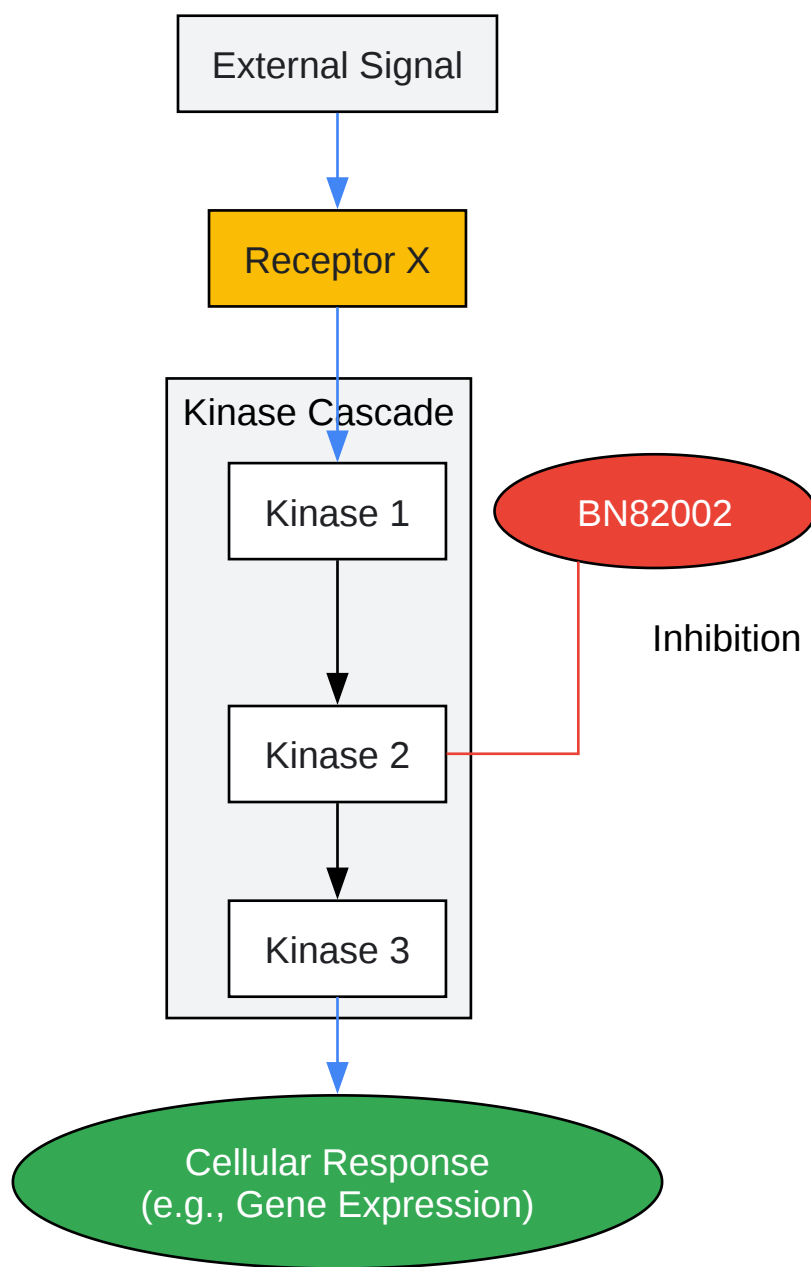 External Signal
Receptor X
Kinase Cascade
Kinase 1
BN82002
Inhibition
Kinase 2
Kinase 3
Cellular Response
(e.g., Gene Expression)